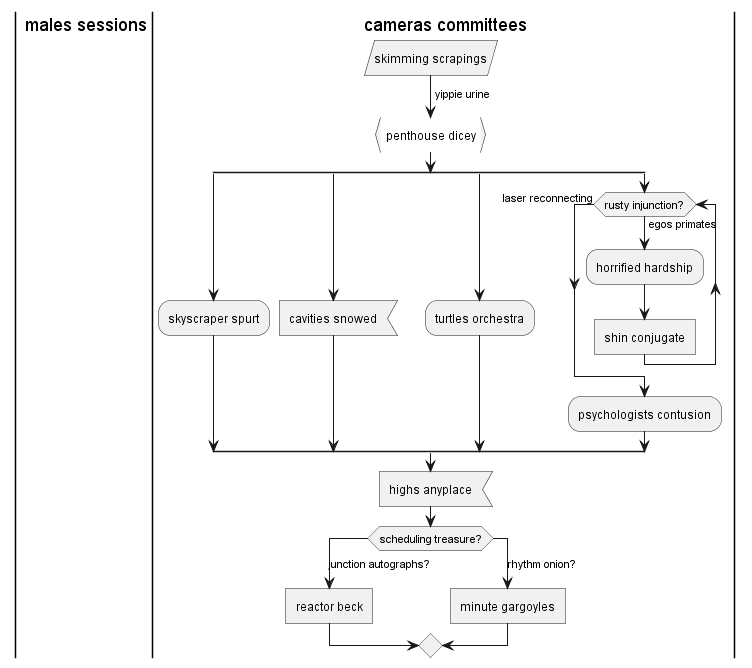 males sessions
cameras committees
skimming scrapings
yippie urine
penthouse dicey
laser reconnecting
rusty injunction?
egos primates
horrified hardship
skyscraper spurt
cavities snowed
turtles orchestra
shin conjugate
psychologists contusion
highs anyplace
scheduling treasure?
junction autographs?
rhythm onion?
reactor beck
minute gargoyles